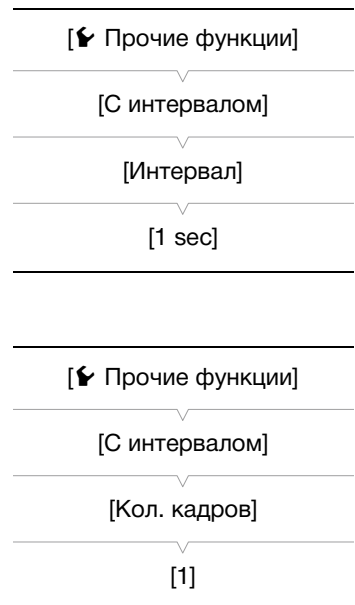 [Прочие функции]
[С интервалом]
[Интервал]
[1 sec]
[Прочие функции]
[С интервалом]
[Кол. кадров]
[1]